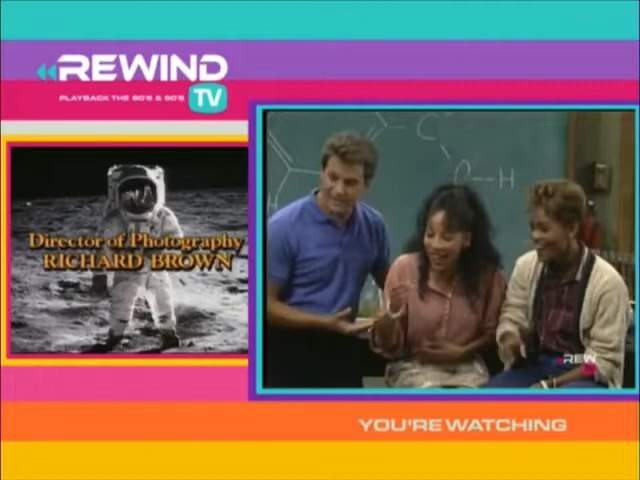 REWIND
PLAYBACK THE 80'S & 90'S
TV
Director of Photography
RICHARD BROWN
C
O-H
REW
YOU'RE WATCHING